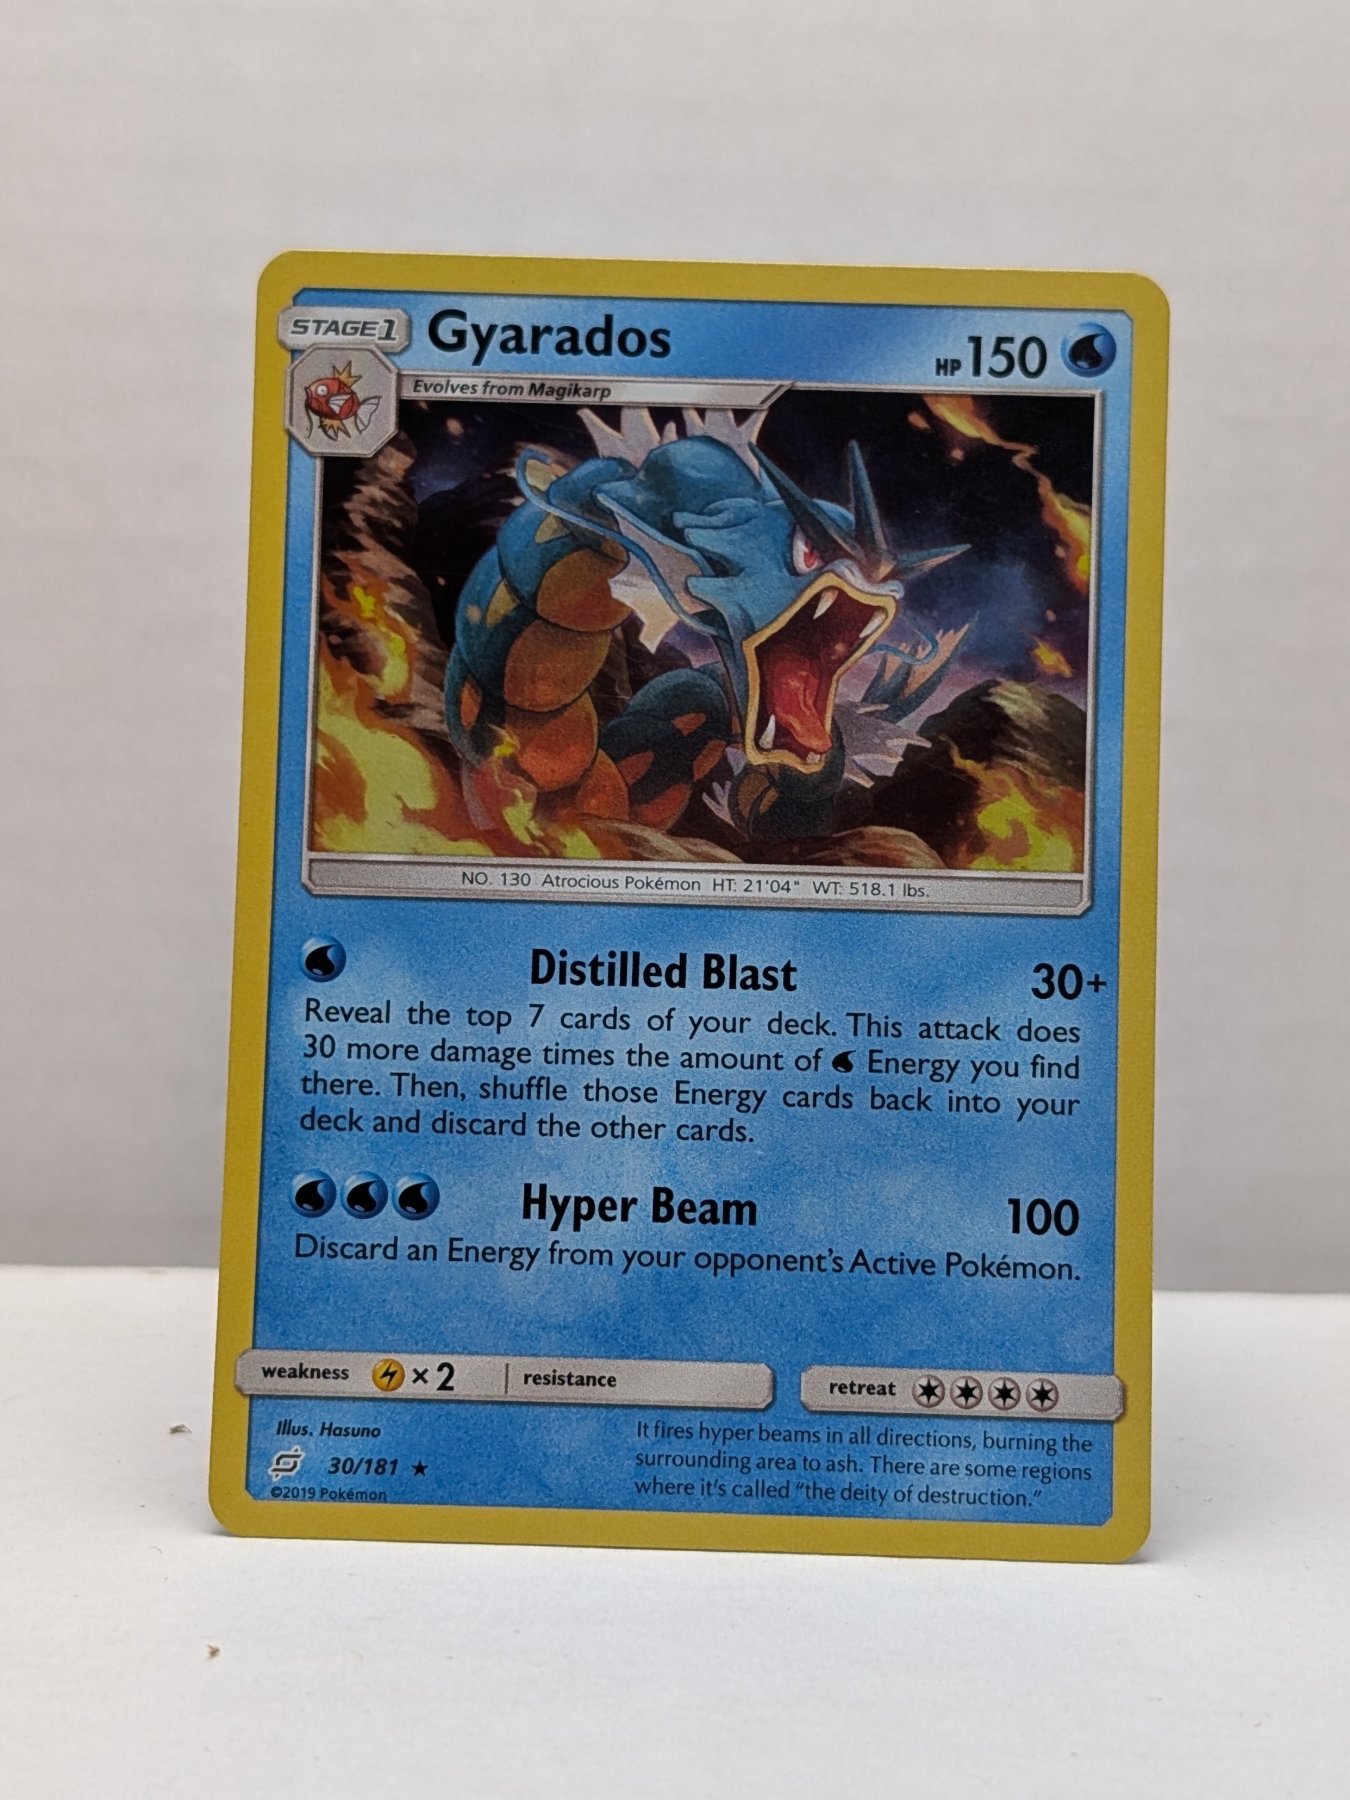 STAGE 1
Gyarados
HP 150
Evolves from Magikarp
NO. 130 Atrocious Pokémon HT: 21'04" WT: 518.1 lbs.
Distilled Blast 30+
Reveal the top 7 cards of your deck. This attack does
30 more damage times the amount of Energy you find
there. Then, shuffle those Energy cards back into your
deck and discard the other cards.
Hyper Beam 100
Discard an Energy from your opponent's Active Pokémon.
weakness × 2 resistance retreat
Illus. Hasuno
30/181 ★
©2019 Pokémon
It fires hyper beams in all directions, burning the
surrounding area to ash. There are some regions
where it's called "the deity of destruction."